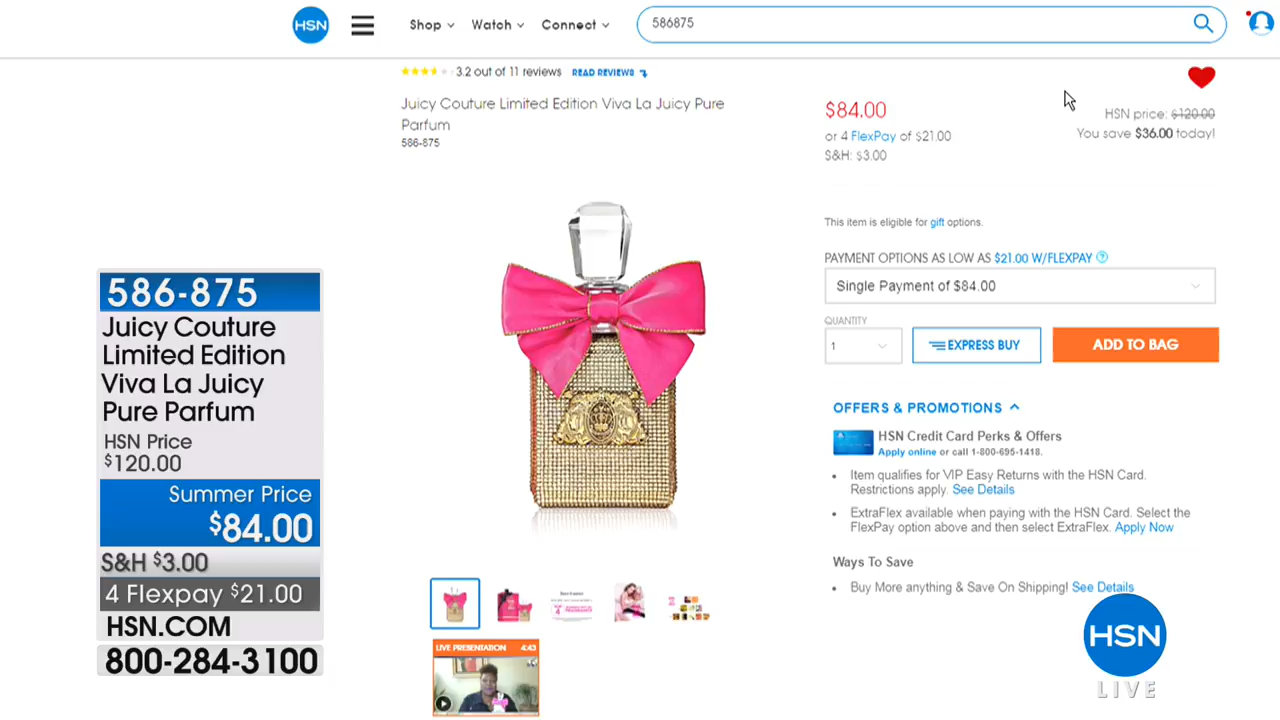 HSN
Shop
Watch
Connect
586875
3.2 out of 11 reviews READ REVIEWS
Juicy Couture Limited Edition Viva La Juicy Pure
Parfum
586-875
$84.00
or 4 FlexPay of $21.00
S&H: $3.00
HSN price: $120.00
You save $36.00 today!
This item is eligible for gift options.
PAYMENT OPTIONS AS LOW AS $21.00 W/FLEXPAY ?
Single Payment of $84.00
QUANTITY
1
EXPRESS BUY
ADD TO BAG
OFFERS & PROMOTIONS
HSN Credit Card Perks & Offers
Apply online or call 1-800-695-1418.
• Item qualifies for VIP Easy Returns with the HSN Card.
Restrictions apply. See Details
• ExtraFlex available when paying with the HSN Card. Select the
FlexPay option above and then select ExtraFlex. Apply Now
Ways To Save
• Buy More anything & Save On Shipping! See Details
586-875
Juicy Couture
Limited Edition
Viva La Juicy
Pure Parfum
HSN Price
$120.00
Summer Price
$84.00
S&H $3.00
4 Flexpay $21.00
HSN.COM
800-284-3100
LIVE PRESENTATION 4:43
HSN
LIVE